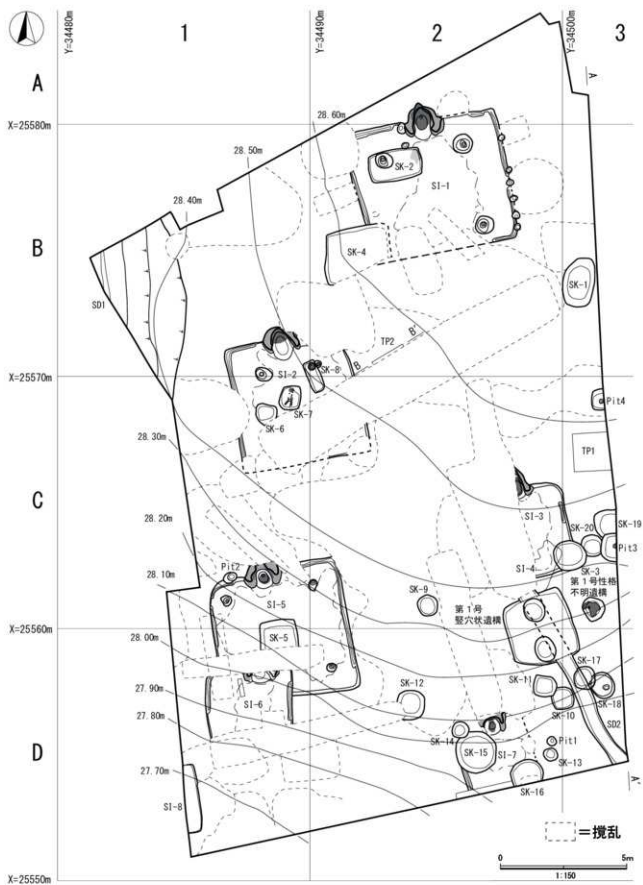 Y=34480
Y=34490
Y=34500
1
2
3
A
A
X=25580m
28.60m
28.50m
SK-2
SI-1
28.40m
B
SK-4
SK-1
SD1
TP2
B'
B
SI-2
SK-8
X=25570m
SK-7
SK-6
Pit4
28.30m
TP1
C
SI-3
28.20m
SK-19
SK-20
SI-4
Pit3
SK-3
28.10m
Pit2
第1号性格
不明遺構
SI-5
SK-9
第1号
竪穴状遺構
X=25560m
28.00m
SK-5
SK-17
27.90m
SK-11
SK-12
SK-18
SI-6
SK-10
27.80m
SD2
SK-14
D
SK-15
SI-7
Pit1
SK-13
27.70m
SK-16
A'
SI-8
=撹乱
0
5m
1:150
X=25550m